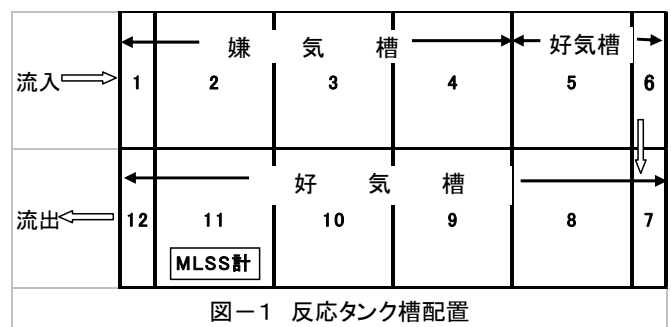 嫌気槽 好気槽
流入 1 2 3 4 5 6
好気槽
流出 12 11 10 9 8 7
MLSS計
図－1 反応タンク槽配置